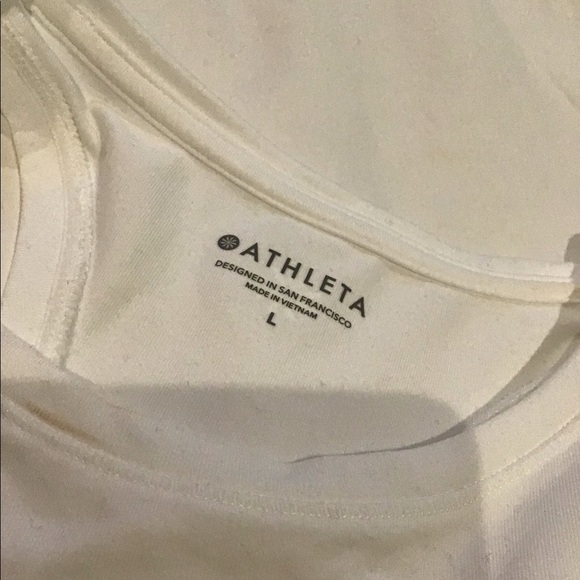 ATHLETA
DESIGNED IN SAN FRANCISCO
MADE IN VIETNAM
L